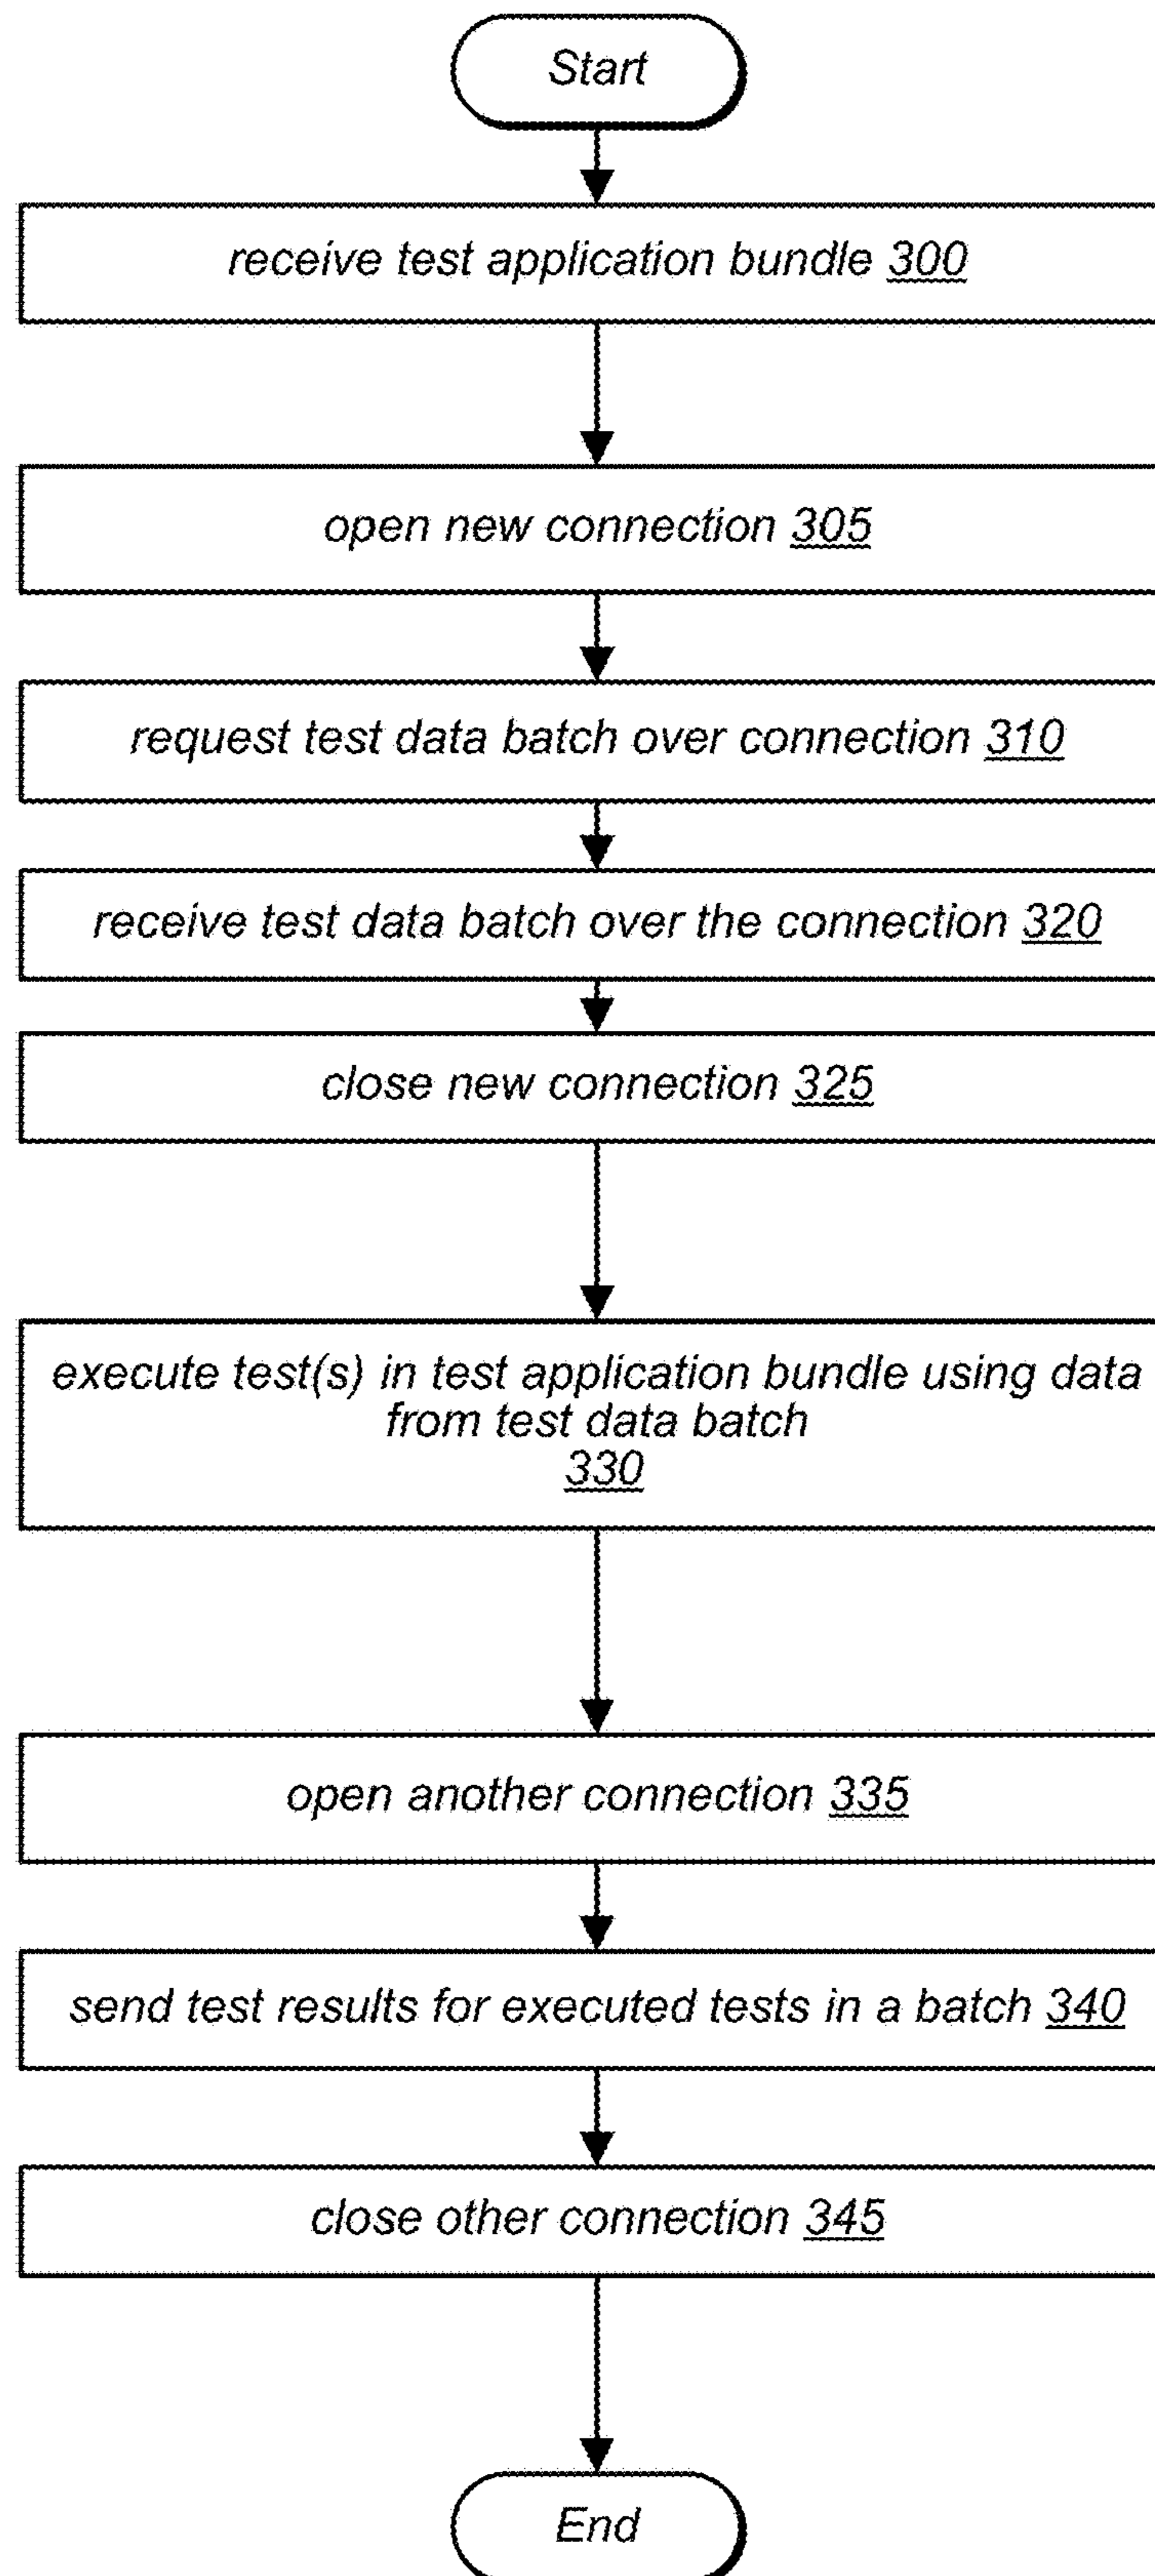 Start
receive test application bundle 300
open new connection 305
request test data batch over connection 310
receive test data batch over the connection 320
close new connection 325
execute test(s) in test application bundle using data
from test data batch
330
open another connection 335
send test results for executed tests in a batch 340
close other connection 345
End